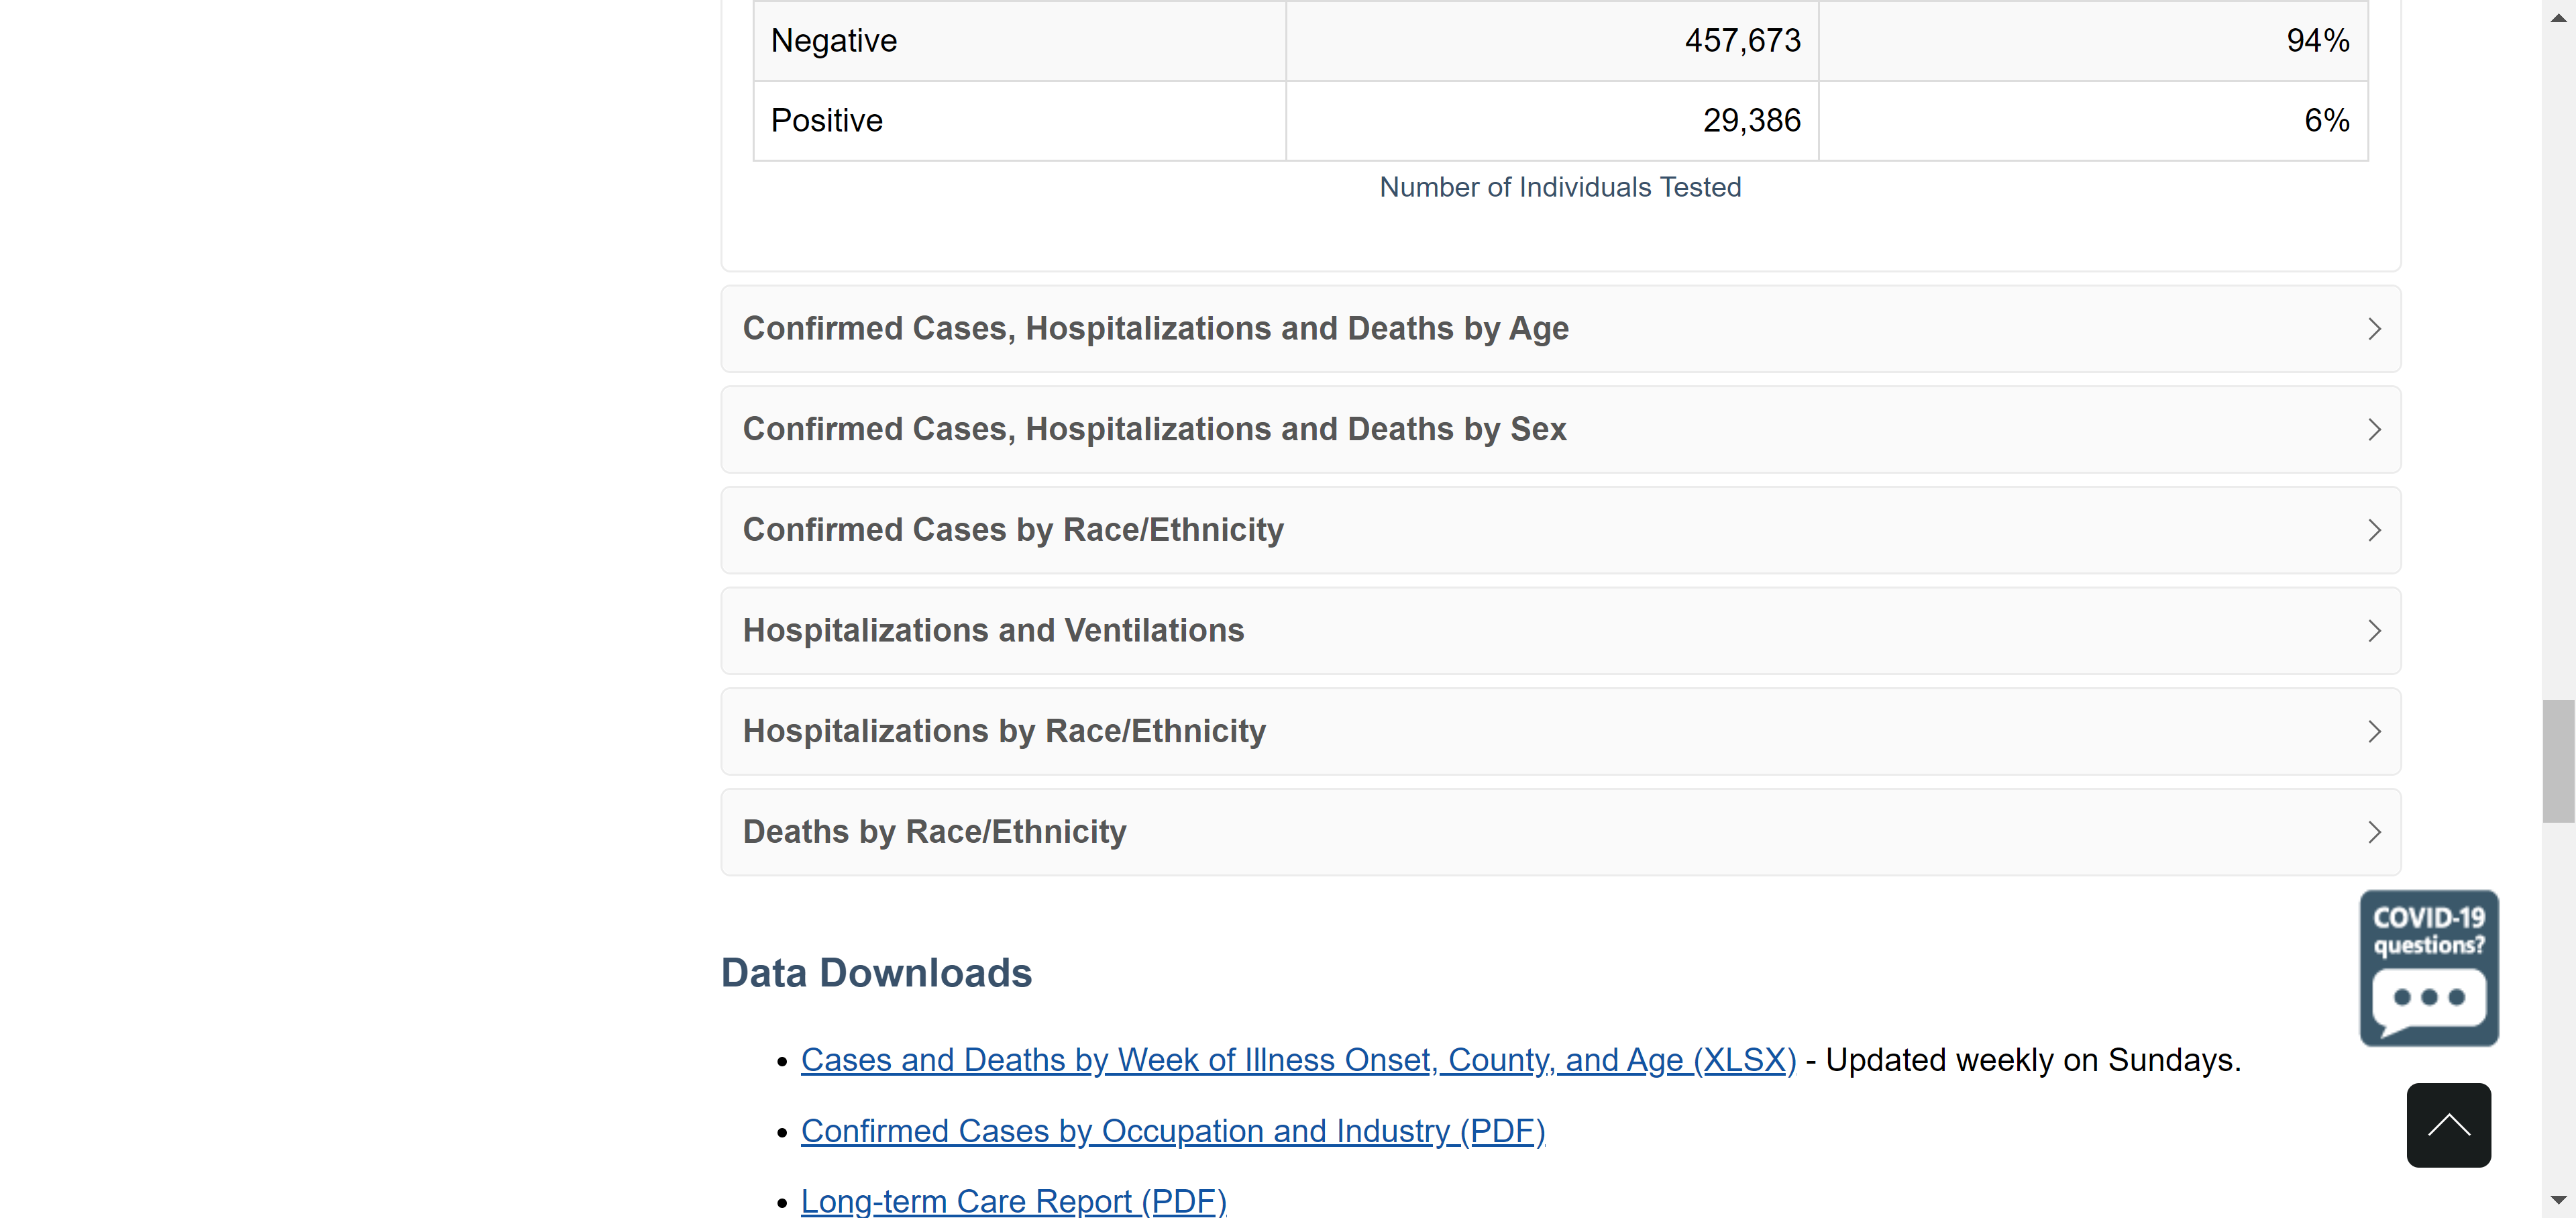 Negative 457,673 94%
Positive 29,386 6%
Number of Individuals Tested
Confirmed Cases, Hospitalizations and Deaths by Age
Confirmed Cases, Hospitalizations and Deaths by Sex
Confirmed Cases by Race/Ethnicity
Hospitalizations and Ventilations
Hospitalizations by Race/Ethnicity
Deaths by Race/Ethnicity
COVID-19
questions?
Data Downloads
• Cases and Deaths by Week of Illness Onset, County, and Age (XLSX) - Updated weekly on Sundays.
• Confirmed Cases by Occupation and Industry (PDF)
• Long-term Care Report (PDF)